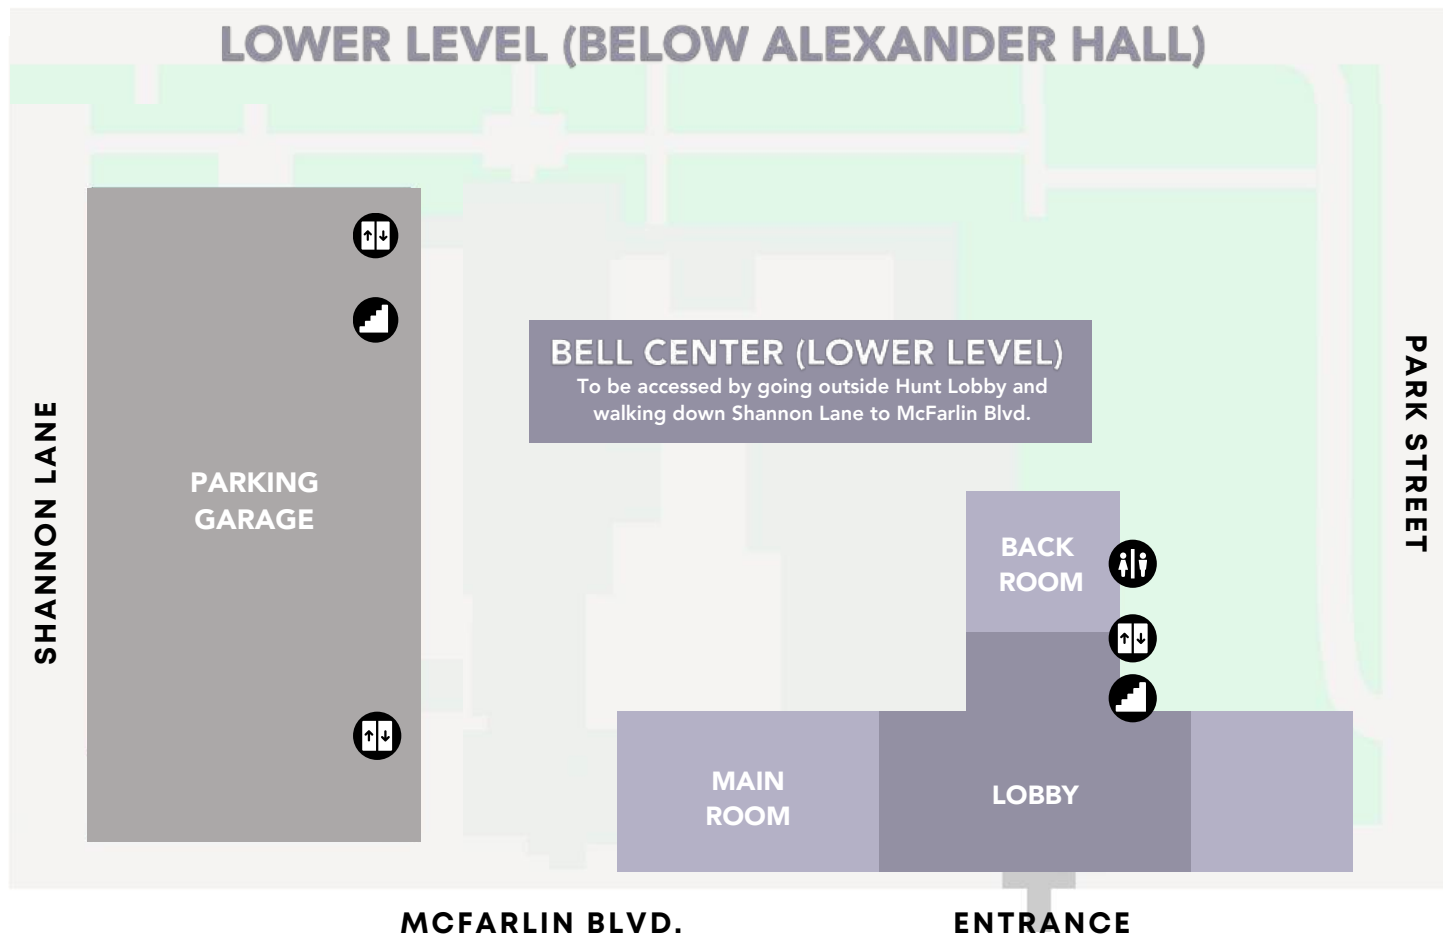 LOWER LEVEL (BELOW ALEXANDER HALL)
BELL CENTER (LOWER LEVEL)
To be accessed by going outside Hunt Lobby and
walking down Shannon Lane to McFarlin Blvd.
PARKING
GARAGE
SHANNON LANE
PARK STREET
BACK
ROOM
MAIN
ROOM
LOBBY
MCFARLIN BLVD.
ENTRANCE